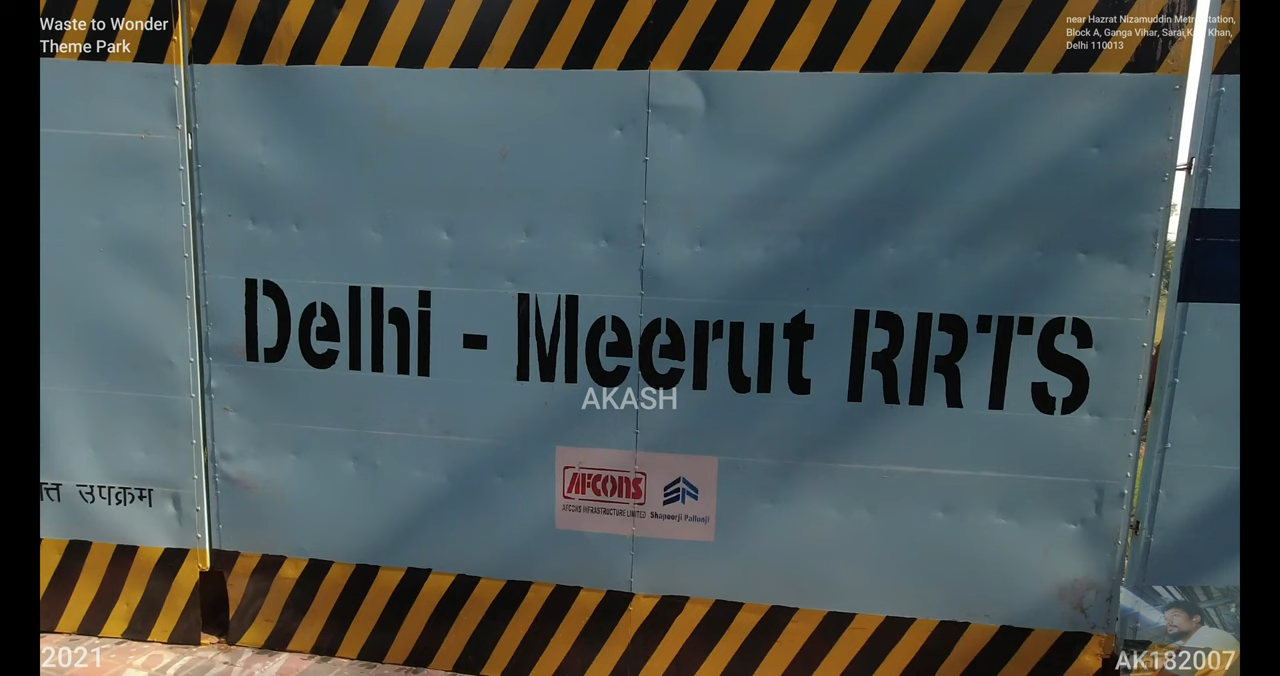 Waste to Wonder
Theme Park
near Hazrat Nizamuddin Metro Station,
Block A, Ganga Vihar, Sarai Khan,
Delhi 110013
Delhi - Meerut RRTS
AKASH
AFCONS
AFCONS INFRASTRUCTURE LIMITED
Shapoorji Pallonji
उपक्रम
2021
AK182007